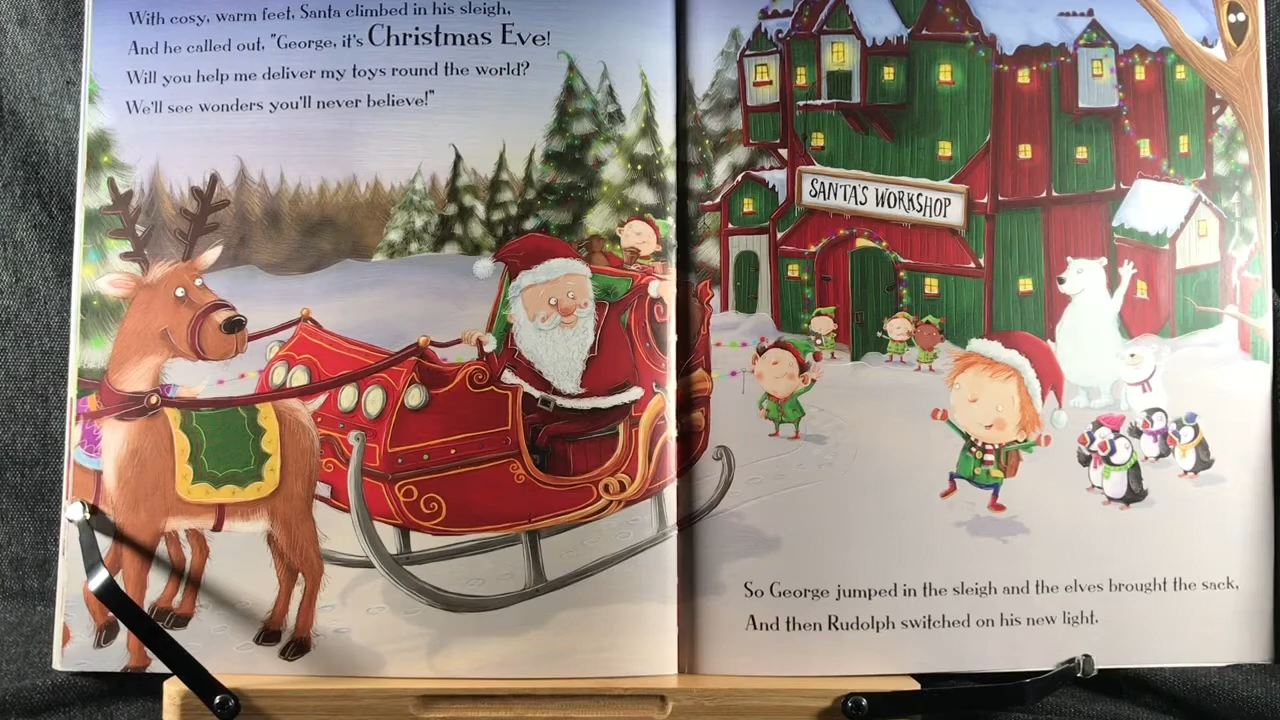 With cosy, warm feet, Santa climbed in his sleigh,
And he called out, "George, it's Christmas Eve!
Will you help me deliver my toys round the world?
We'll see wonders you'll never believe!"
SANTA'S WORKSHOP
So George jumped in the sleigh and the elves brought the sack,
And then Rudolph switched on his new light.